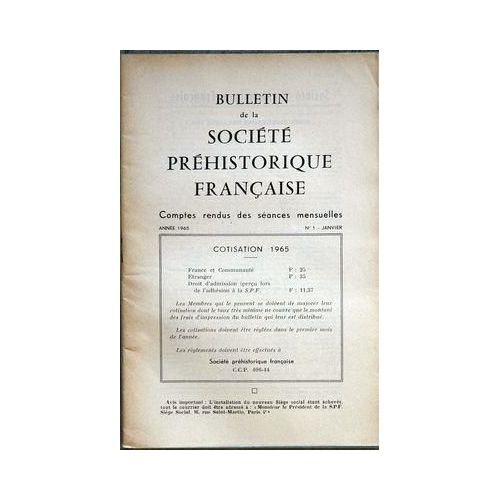 BULLETIN
de la
SOCIÉTÉ
PRÉHISTORIQUE
FRANÇAISE
Comptes rendus des séances mensuelles
ANNÉE 1965 N° 1 - JANVIER
COTISATION 1965
France et Communauté F : 25
Etranger F : 35
Droit d'admission (perçu lors
de l'adhésion à la S.P.F. F : 11,37
Les Membres qui le peuvent se doivent de majorer leur
cotisation dont le taux très minime ne couvre que le montant
des frais d'impression du bulletin qui leur est distribué.
Les cotisations doivent être réglées dans le premier mois
de l'année.
Les règlements doivent être effectués à
Société préhistorique française
C.C.P. 406-44
Avis important : L'installation du nouveau Siège social étant achevée,
tout le courrier doit être adressé à : « Monsieur le Président de la S.P.F.
Siège Social, rue Saint-Martin, Paris »